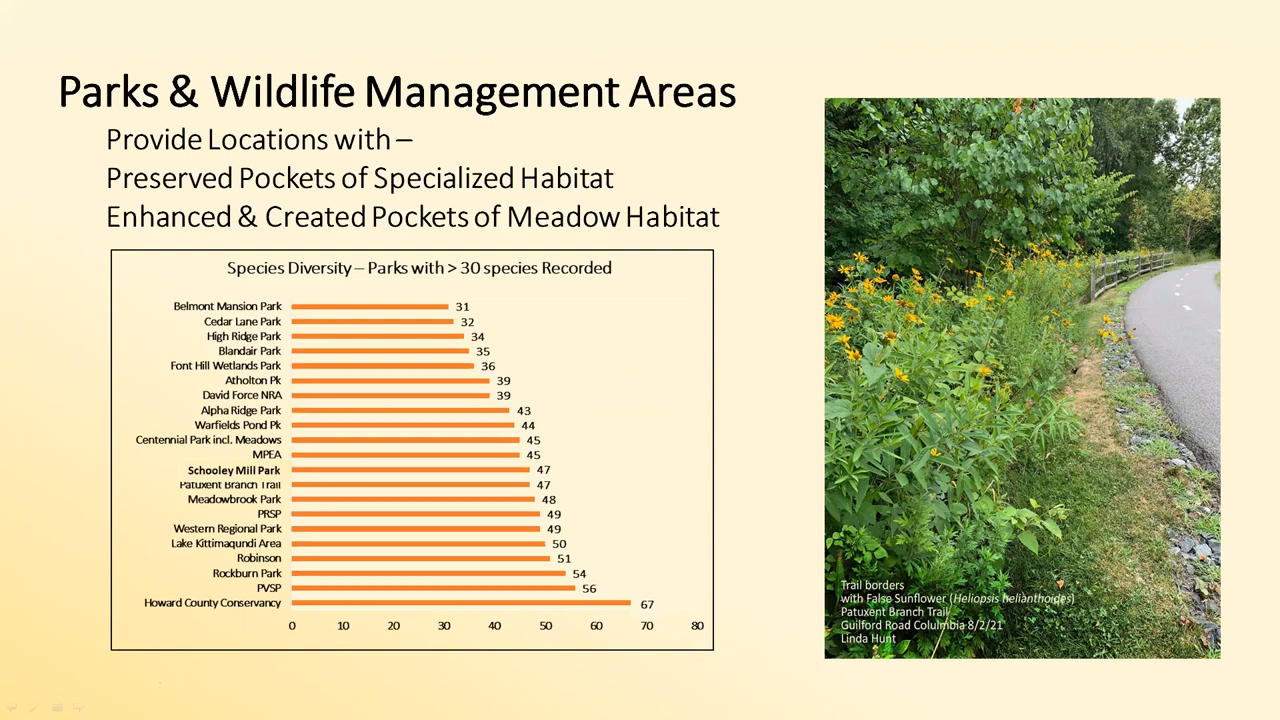 Parks & Wildlife Management Areas
Provide Locations with –
Preserved Pockets of Specialized Habitat
Enhanced & Created Pockets of Meadow Habitat
Species Diversity – Parks with > 30 species Recorded
Belmont Mansion Park 31
Cedar Lane Park 32
High Ridge Park 34
Blandair Park 35
Font Hill Wetlands Park 36
Atholton Pk 39
David Force NRA 39
Alpha Ridge Park 43
Warfields Pond Pk 44
Centennial Park incl. Meadows 45
MPEA 45
Schooley Mill Park 47
Patuxent Branch Trail 47
Meadowbrook Park 48
PRSP 49
Western Regional Park 49
Lake Kittimaqundi Area 50
Robinson 51
Rockburn Park 54
PVSP 56
Howard County Conservancy 67
0 10 20 30 40 50 60 70 80
Trail borders
with False Sunflower (Heliopsis helianthoides)
Patuxent Branch Trail
Guilford Road Columbia 8/2/21
Linda Hunt